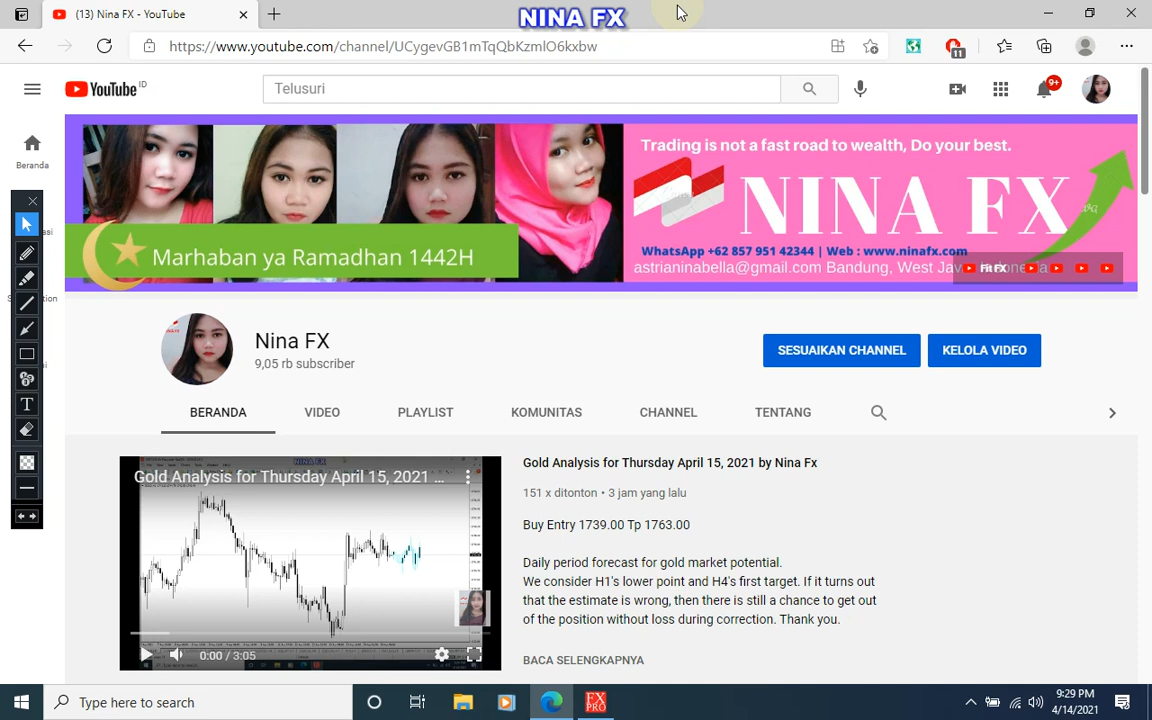 (13) Nina FX - YouTube
NINA FX
https://www.youtube.com/channel/UCygevGB1mTqQbKzmlO6kxbw
11
YouTube ID
Telusuri
9+
Beranda
Trading is not a fast road to wealth, Do your best.
NINA FX
Marhaban ya Ramadhan 1442H
WhatsApp +62 857 951 42344 | Web : www.ninafx.com
astrianinabella@gmail.com Bandung, West Java, Indonesia
Fit FX
Nina FX
9,05 rb subscriber
SESUAIKAN CHANNEL
KELOLA VIDEO
BERANDA
VIDEO
PLAYLIST
KOMUNITAS
CHANNEL
TENTANG
Gold Analysis for Thursday April 15, 2021 ...
0:00 / 3:05
Gold Analysis for Thursday April 15, 2021 by Nina Fx
151 x ditonton • 3 jam yang lalu
Buy Entry 1739.00 Tp 1763.00
Daily period forecast for gold market potential.
We consider H1's lower point and H4's first target. If it turns out
that the estimate is wrong, then there is still a chance to get out
of the position without loss during correction. Thank you.
BACA SELENGKAPNYA
T
Type here to search
FX
PRO
9:29 PM
4/14/2021